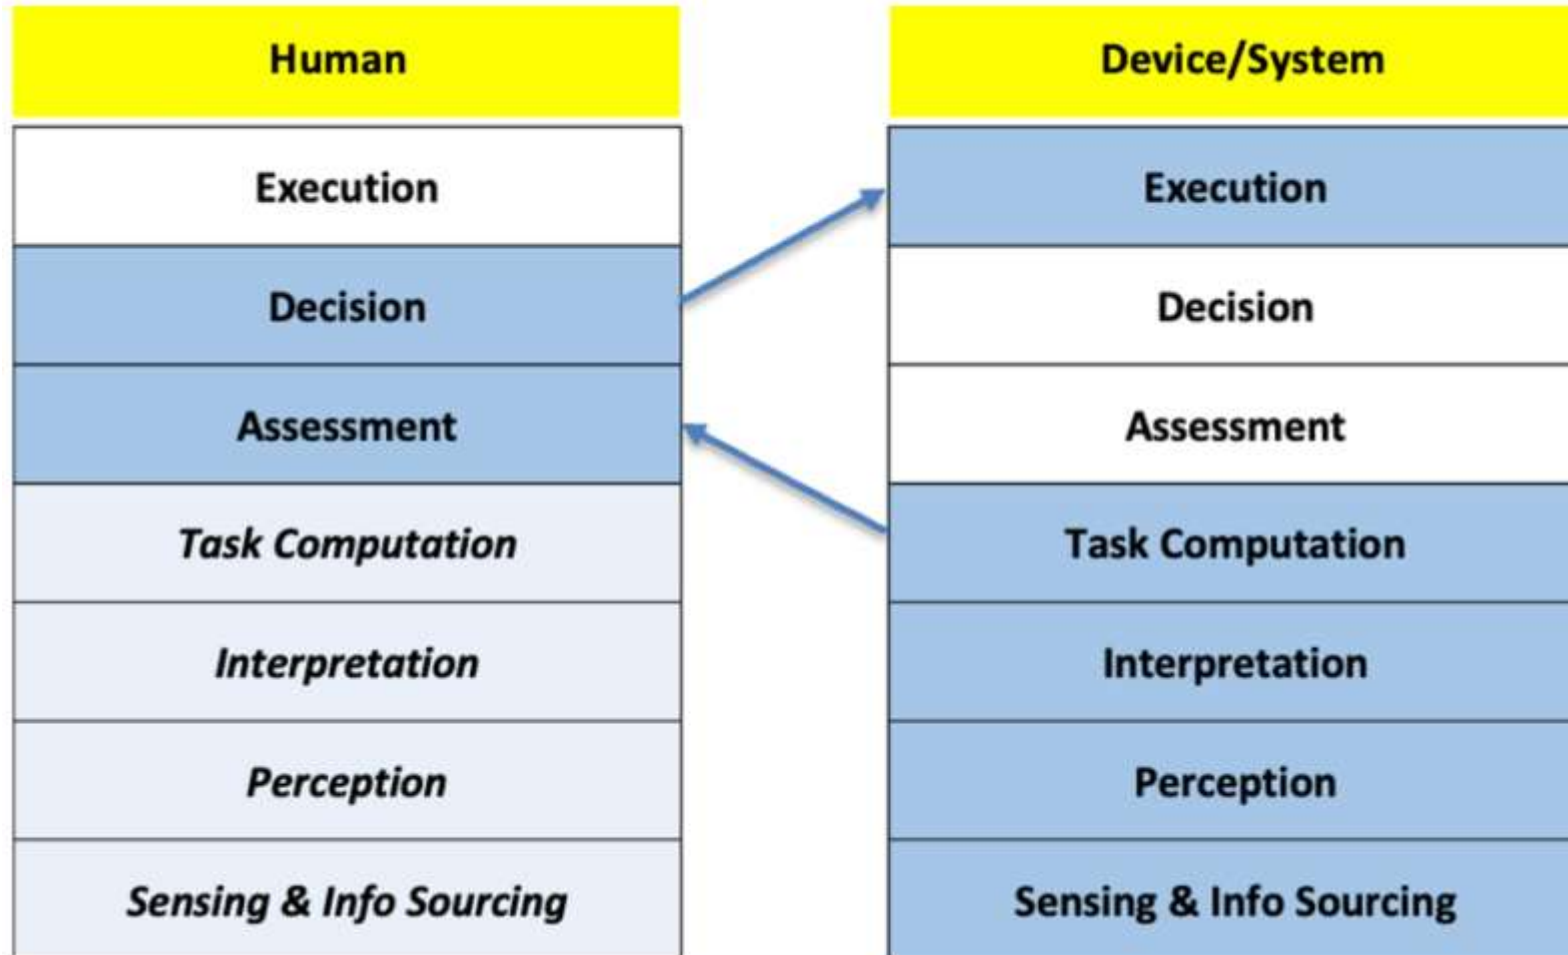 Human
Device/System
Execution
Execution
Decision
Decision
Assessment
Assessment
Task Computation
Task Computation
Interpretation
Interpretation
Perception
Perception
Sensing & Info Sourcing
Sensing & Info Sourcing